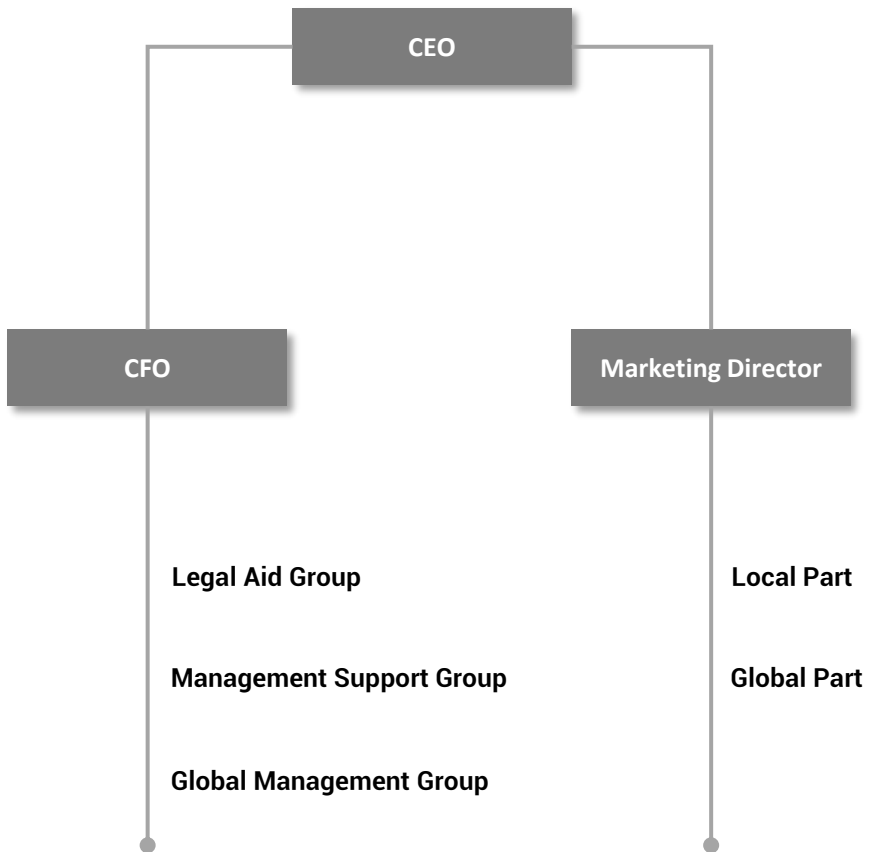 CEO
CFO
Marketing Director
Legal Aid Group
Local Part
Management Support Group
Global Part
Global Management Group